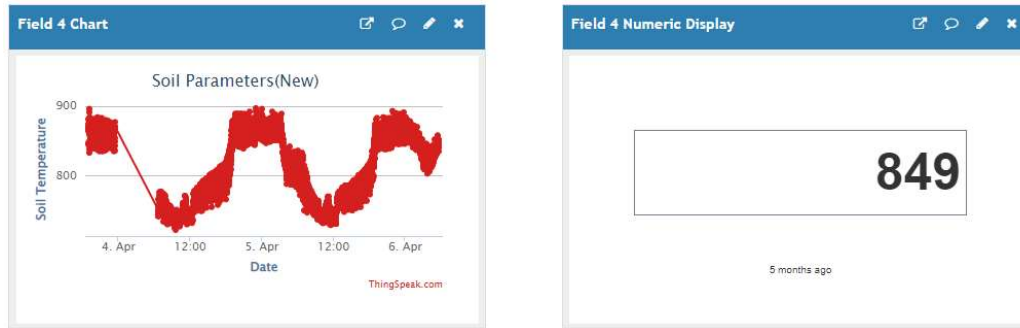 Field 4 Chart
Soil Parameters(New)
900
800
Soil Temperature
4. Apr 12:00 5. Apr 12:00 6. Apr
Date
ThingSpeak.com
Field 4 Numeric Display
849
5 months ago